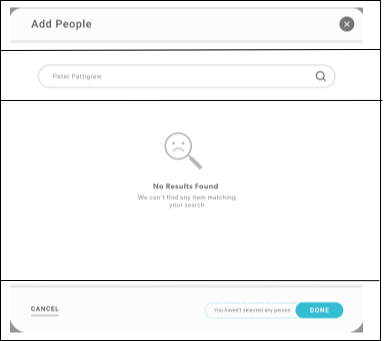 Add People
Peter Pattigrew
No Results Found
We can't find any item matching
your search
CANCEL
You haven't selected any person
DONE